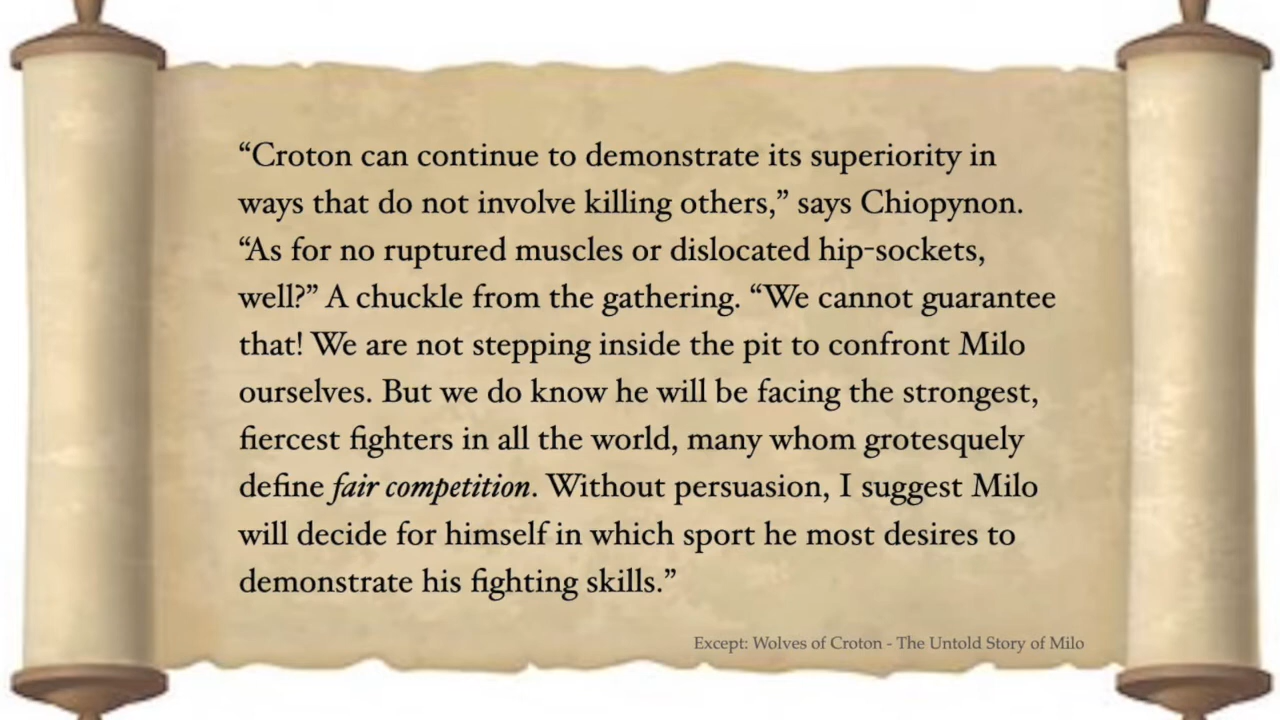 “Croton can continue to demonstrate its superiority in
ways that do not involve killing others,” says Chiopynon.
“As for no ruptured muscles or dislocated hip-sockets,
well?” A chuckle from the gathering. “We cannot guarantee
that! We are not stepping inside the pit to confront Milo
ourselves. But we do know he will be facing the strongest,
fiercest fighters in all the world, many whom grotesquely
define fair competition. Without persuasion, I suggest Milo
will decide for himself in which sport he most desires to
demonstrate his fighting skills.”
Except: Wolves of Croton - The Untold Story of Milo